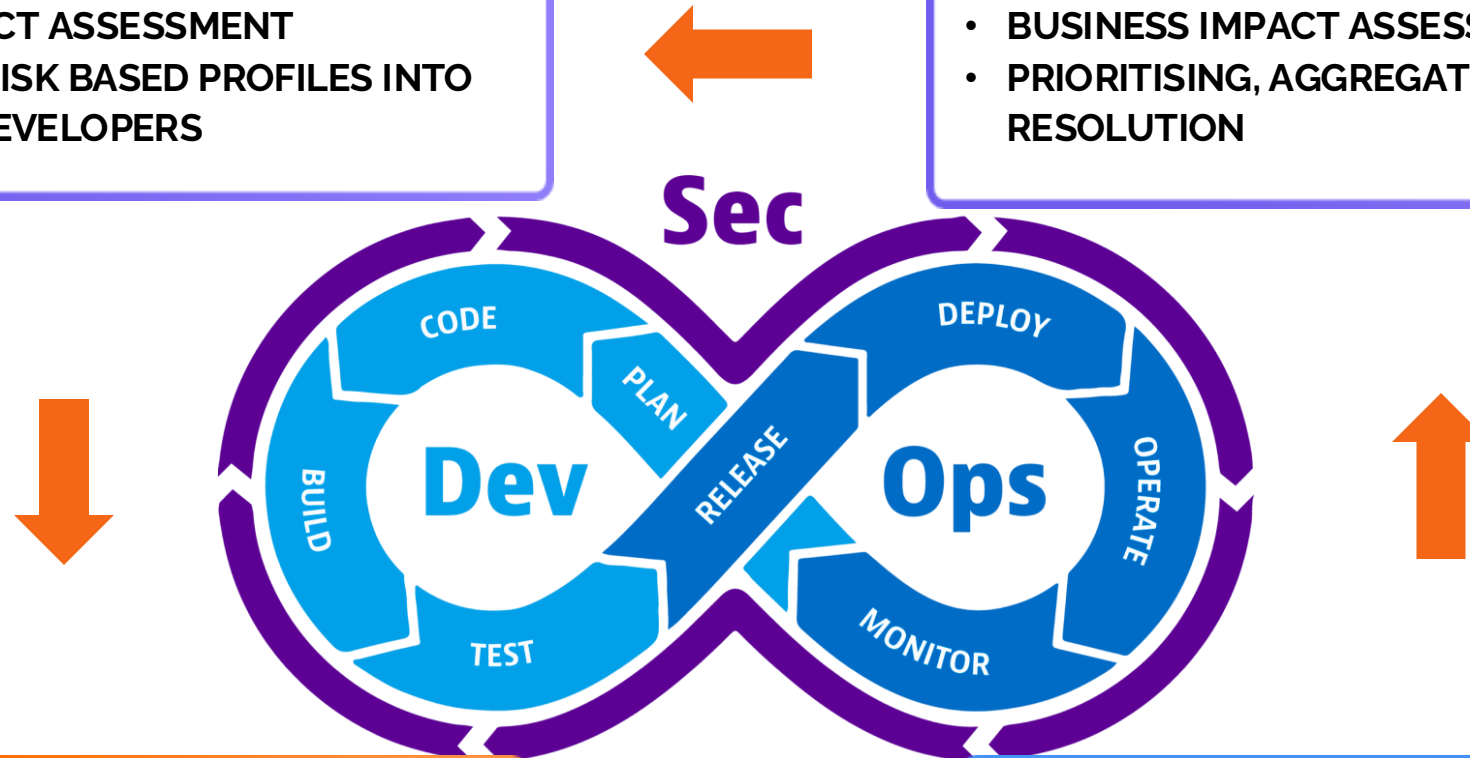 CT ASSESSMENT
ISK BASED PROFILES INTO
EVELOPERS
• BUSINESS IMPACT ASSESS
• PRIORITISING, AGGREGAT
RESOLUTION
Sec
CODE
PLAN
BUILD
Dev
TEST
RELEASE
DEPLOY
Ops
OPERATE
MONITOR